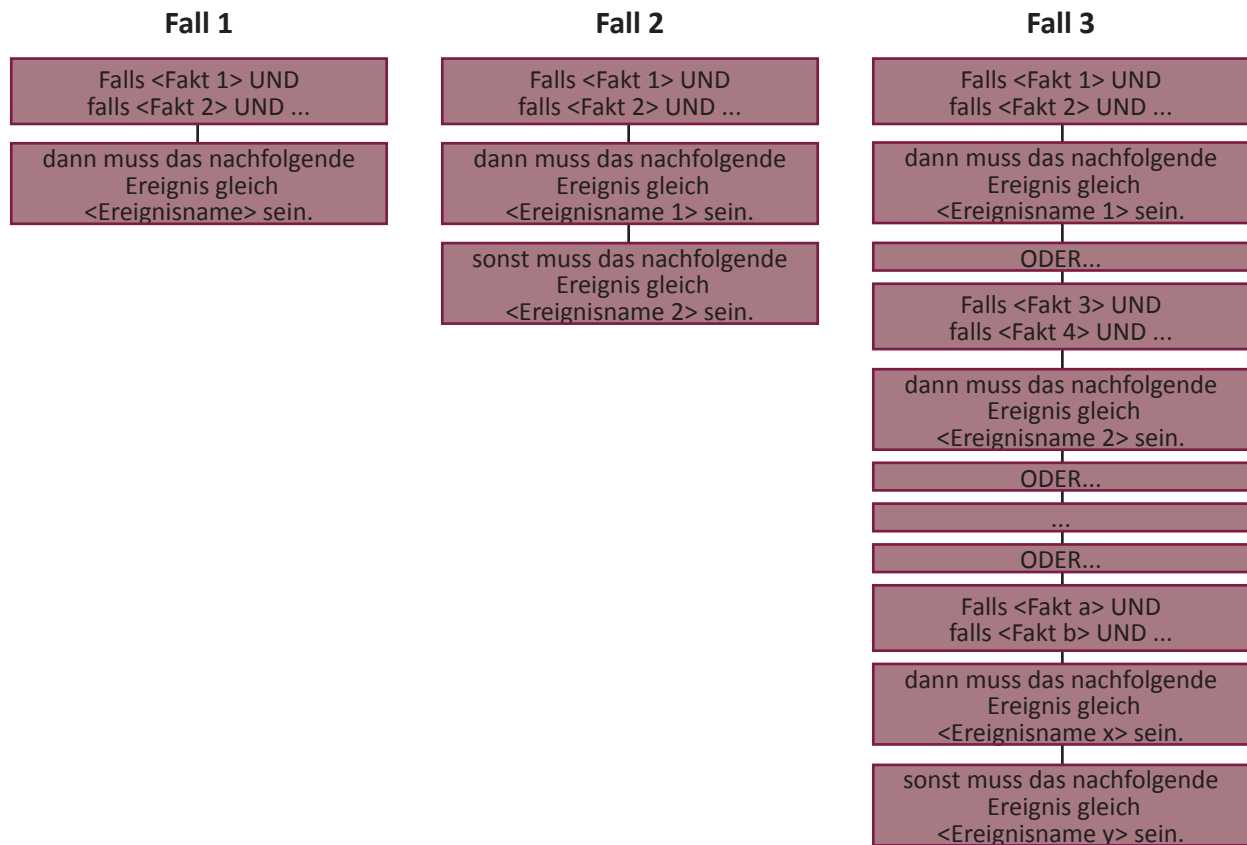 Fall 1
Falls <Fakt 1> UND
falls <Fakt 2> UND ...
dann muss das nachfolgende
Ereignis gleich
<Ereignisname> sein.
Fall 2
Falls <Fakt 1> UND
falls <Fakt 2> UND ...
dann muss das nachfolgende
Ereignis gleich
<Ereignisname 1> sein.
sonst muss das nachfolgende
Ereignis gleich
<Ereignisname 2> sein.
Fall 3
Falls <Fakt 1> UND
falls <Fakt 2> UND ...
dann muss das nachfolgende
Ereignis gleich
<Ereignisname 1> sein.
ODER...
Falls <Fakt 3> UND
falls <Fakt 4> UND ...
dann muss das nachfolgende
Ereignis gleich
<Ereignisname 2> sein.
ODER...
...
ODER...
Falls <Fakt a> UND
falls <Fakt b> UND ...
dann muss das nachfolgende
Ereignis gleich
<Ereignisname x> sein.
sonst muss das nachfolgende
Ereignis gleich
<Ereignisname y> sein.